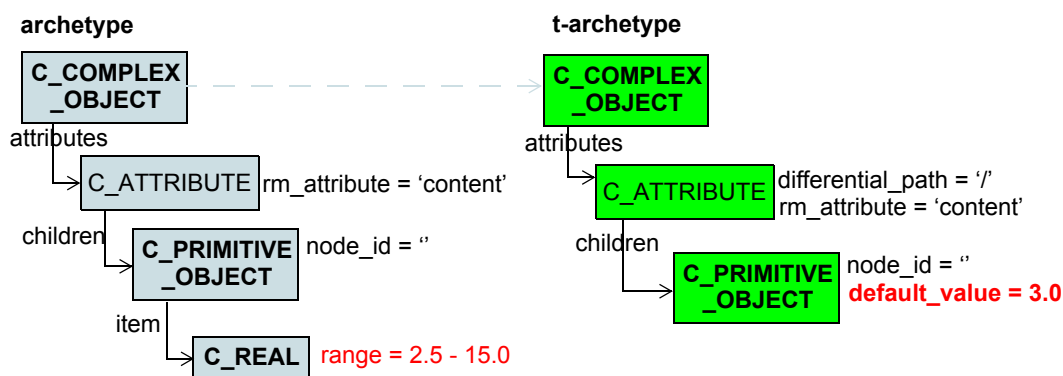 archetype
C_COMPLEX
_OBJECT
attributes
C_ATTRIBUTE
rm_attribute = ‘content’
children
C_PRIMITIVE
_OBJECT
node_id = ‘’
item
C_REAL
range = 2.5 - 15.0
t-archetype
C_COMPLEX
_OBJECT
attributes
C_ATTRIBUTE
differential_path = ‘/’
rm_attribute = ‘content’
children
C_PRIMITIVE
_OBJECT
node_id = ‘’
default_value = 3.0